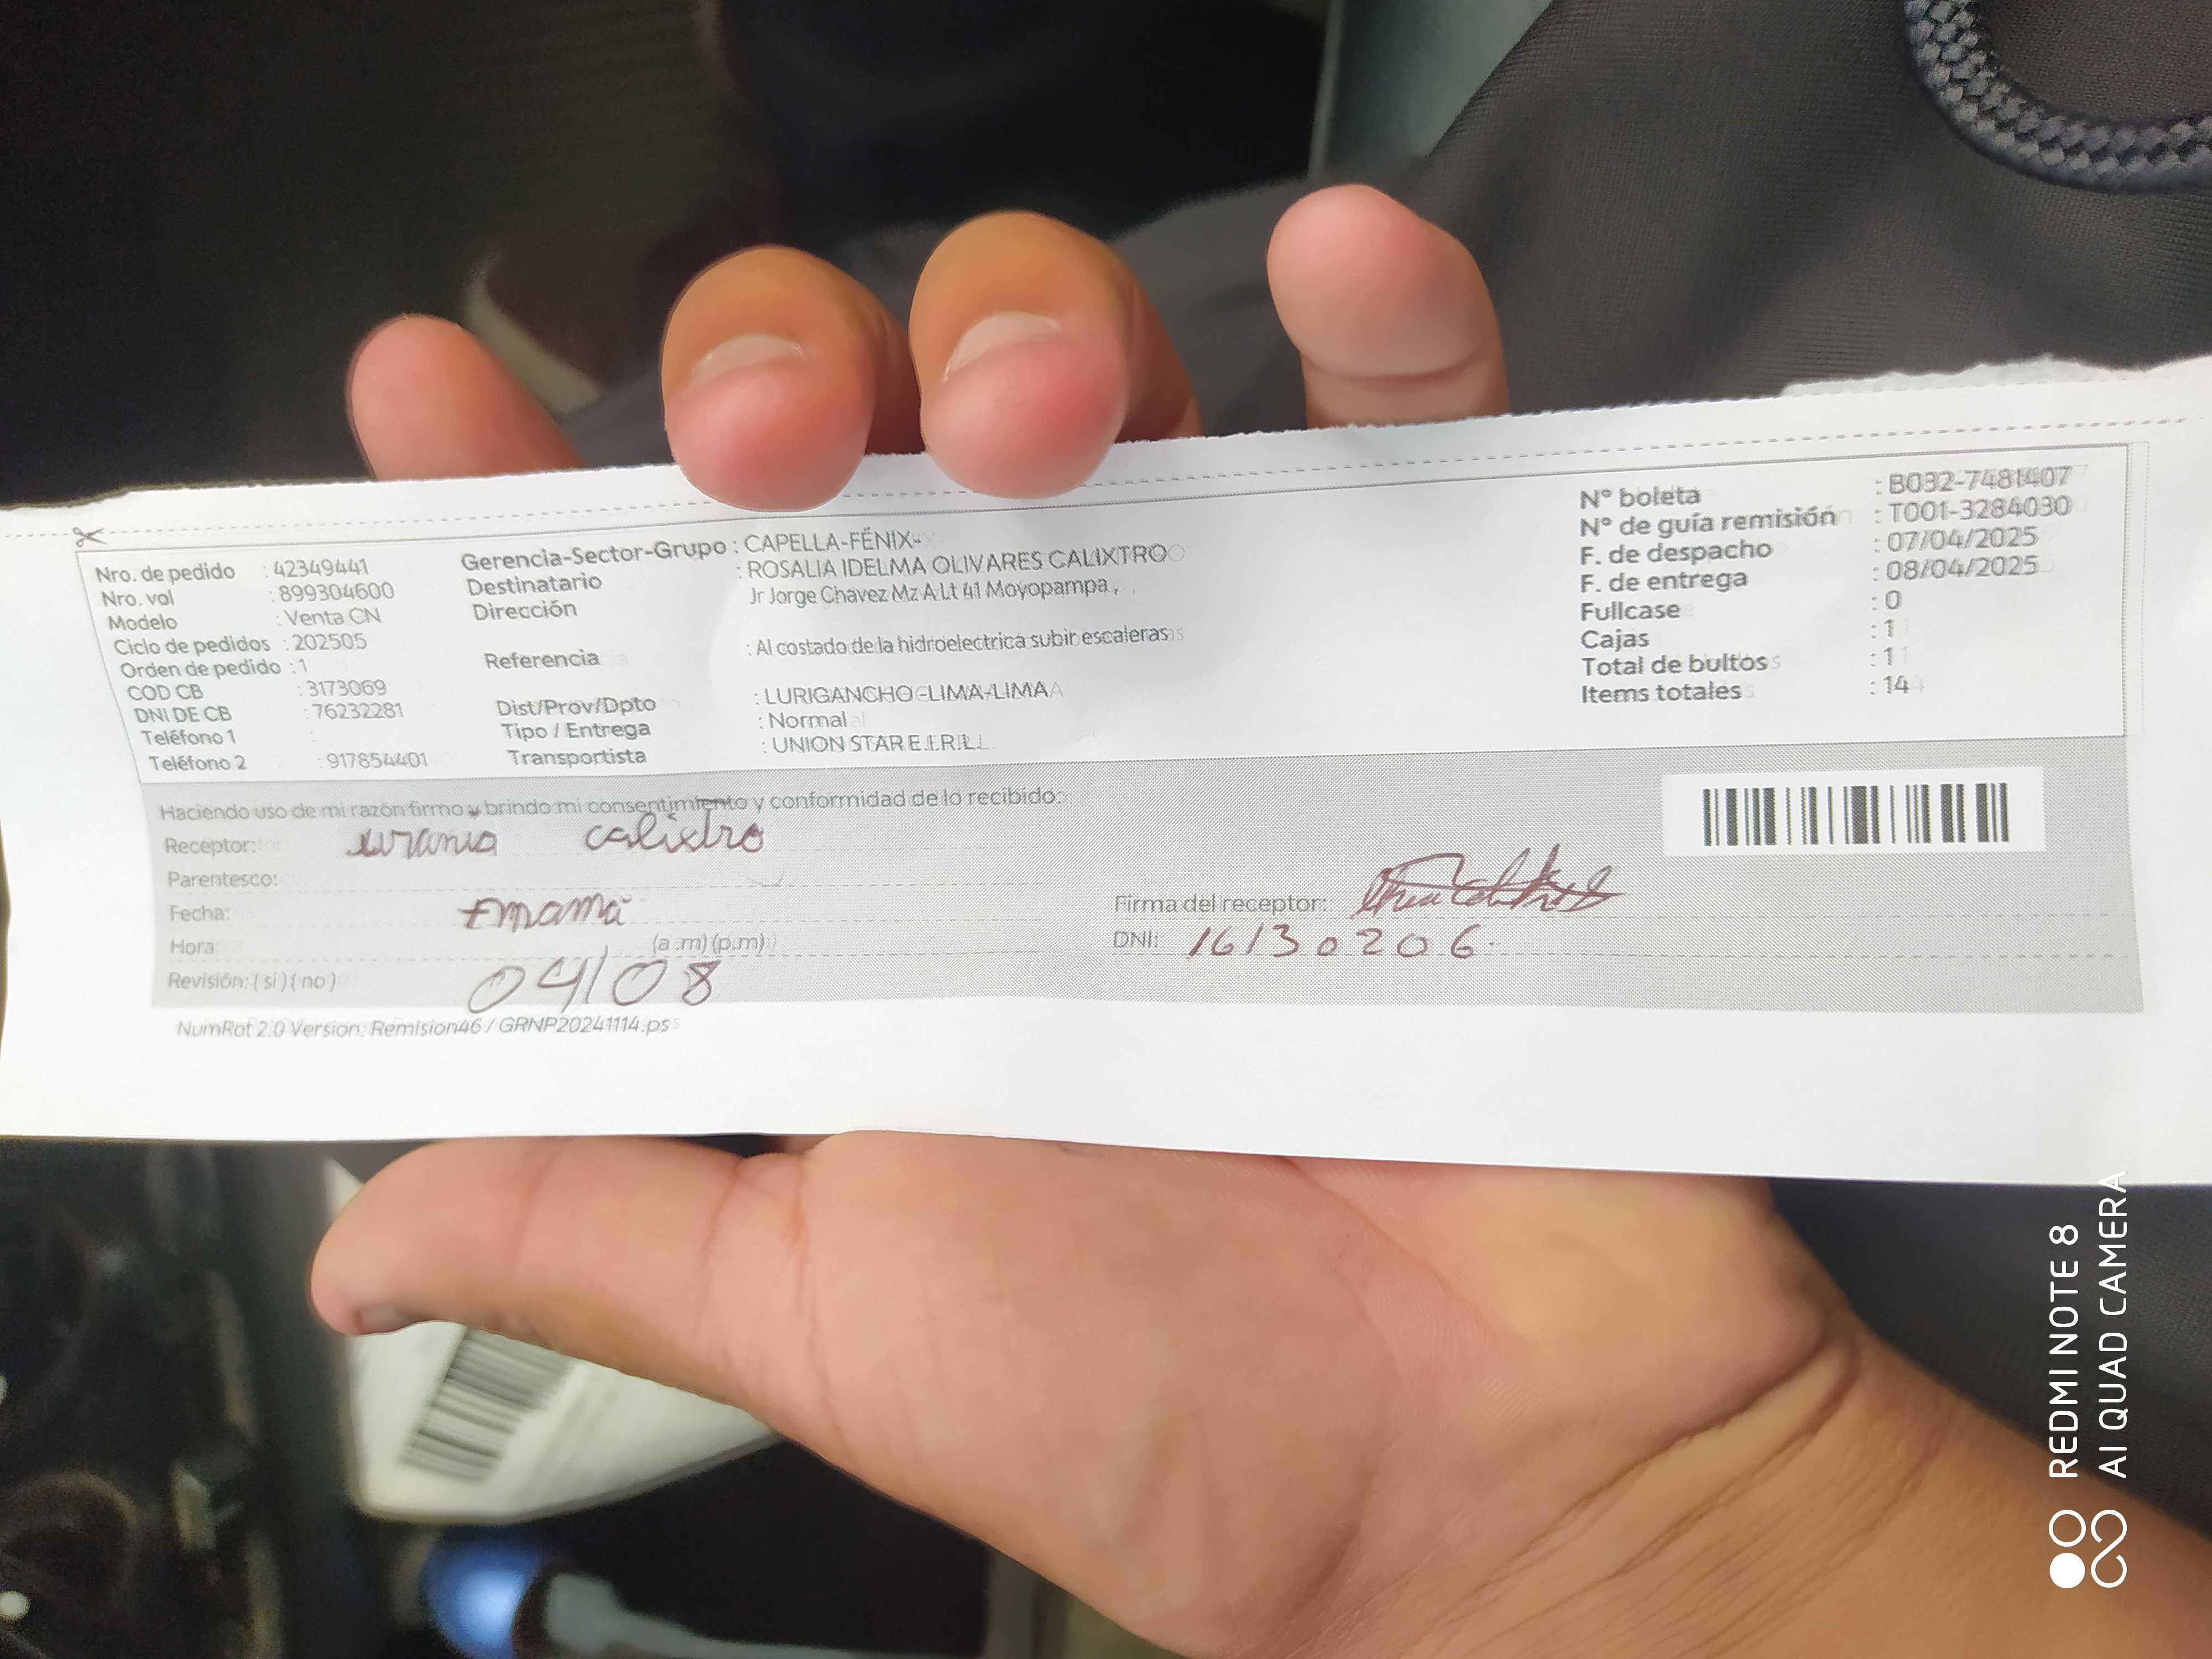 Nro. de pedido : 42349441
Nro. vol : 899304600
Modelo : Venta CN
Ciclo de pedidos : 202505
Orden de pedido : 1
COD CB : 3173069
DNI DE CB : 76232281
Teléfono 1 :
Teléfono 2 : 917854401
Gerencia-Sector-Grupo : CAPELLA-FÉNIX-
Destinatario : ROSALIA IDELMA OLIVARES CALIXTRO
Dirección Jr Jorge Chavez Mz A Lt 41 Moyopampa ,
Referencia : Al costado de la hidroelectrica subir escaleras
Dist/Prov/Dpto : LURIGANCHO-LIMA-LIMA
Tipo / Entrega : Normal
Transportista : UNION STAR E.I.R.L.
N° boleta : B032-7481407
N° de guía remisión : T001-3284030
F. de despacho : 07/04/2025
F. de entrega : 08/04/2025
Fullcase : 0
Cajas : 1
Total de bultos : 1
Items totales : 14
Haciendo uso de mi razón firmo y brindo mi consentimiento y conformidad de lo recibido:
Receptor: urania calixtro
Parentesco:
Fecha: mamá
Hora: (a.m) (p.m)
Revisión: ( si ) ( no ) 04/08
Firma del receptor:
DNI: 16130206
NumRot 2.0 Version: Remision46 / GRNP20241114.ps
REDMI NOTE 8
AI QUAD CAMERA